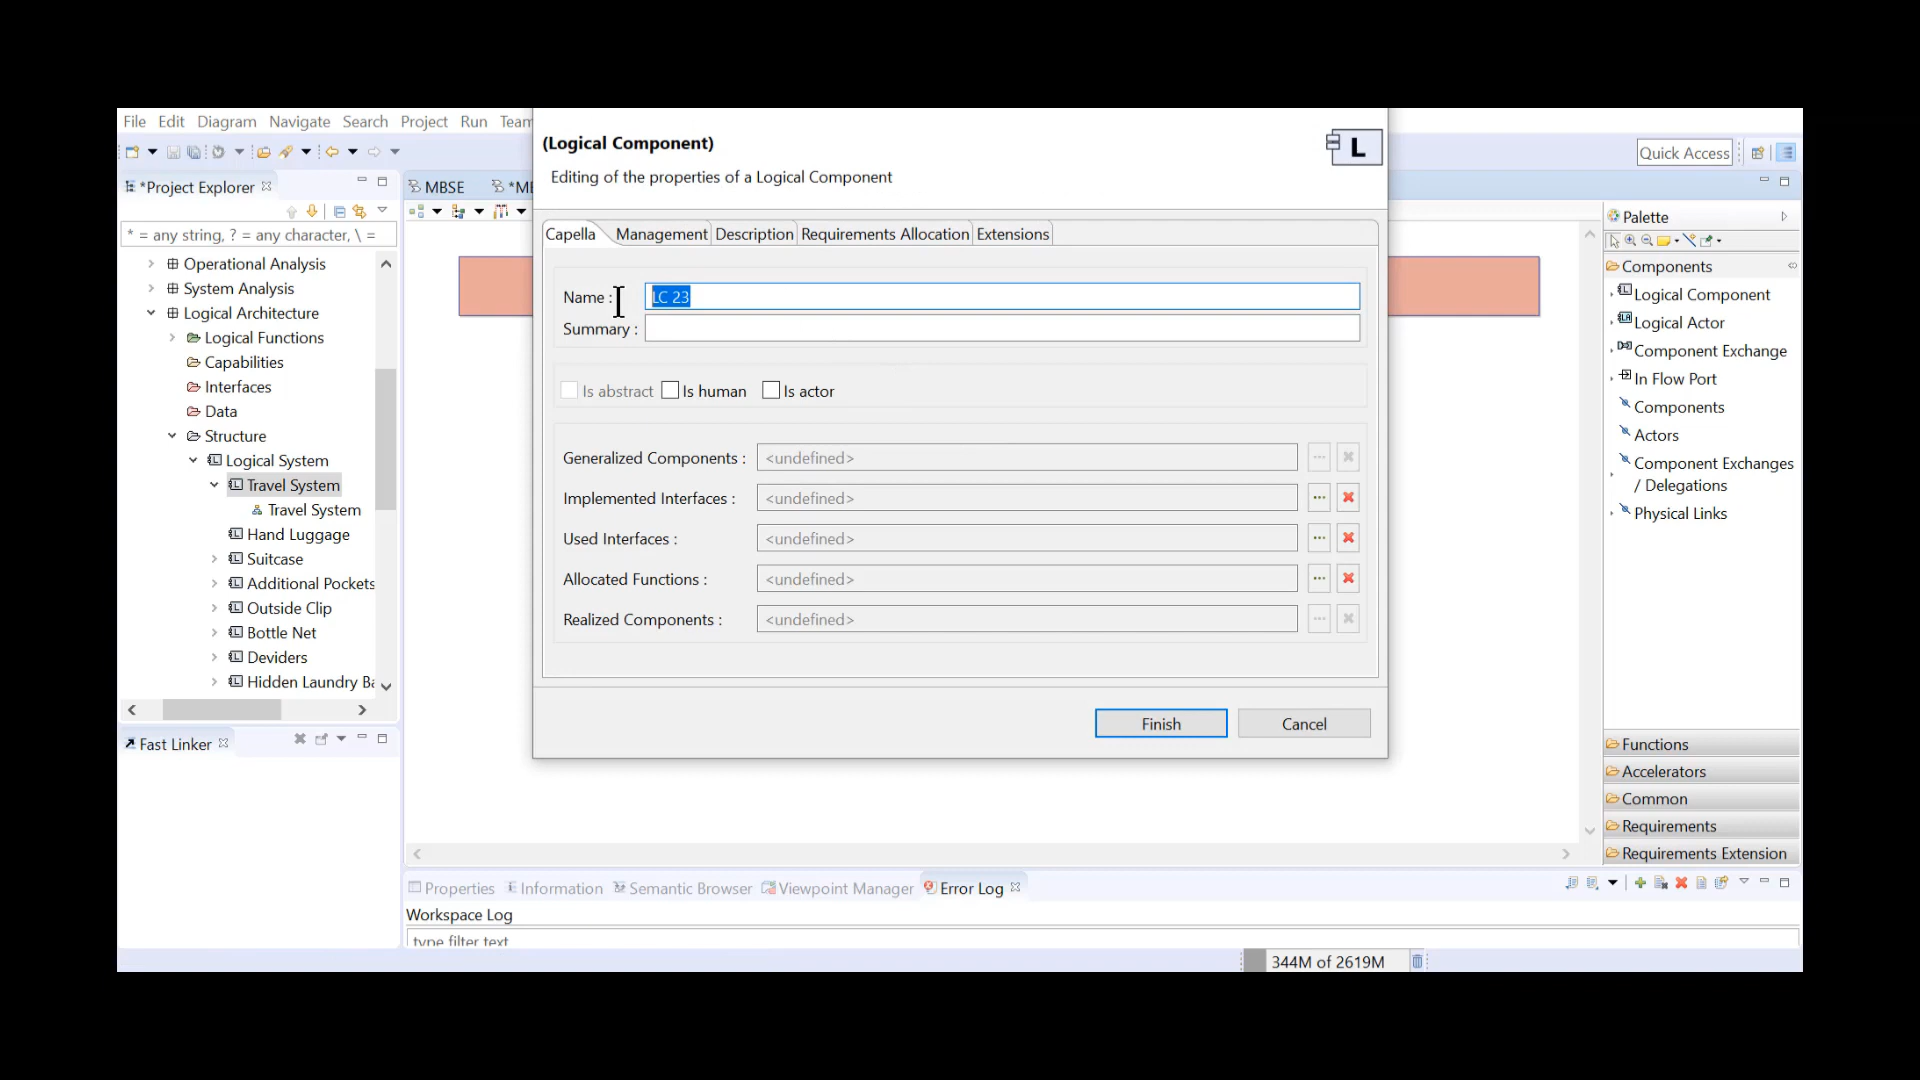 File Edit Diagram Navigate Search Project Run Team
(Logical Component)
L
Editing of the properties of a Logical Component
Quick Access
*Project Explorer
MBSE
Palette
* = any string, ? = any character, \ =
Capella Management Description Requirements Allocation Extensions
Operational Analysis
System Analysis
Logical Architecture
Logical Functions
Capabilities
Interfaces
Data
Structure
Logical System
Travel System
Travel System
Hand Luggage
Suitcase
Additional Pockets
Outside Clip
Bottle Net
Deviders
Hidden Laundry Ba
Name : LC 23
Summary :
Is abstract Is human Is actor
Generalized Components : <undefined>
Implemented Interfaces : <undefined>
Used Interfaces : <undefined>
Allocated Functions : <undefined>
Realized Components : <undefined>
Finish Cancel
Components
Logical Component
Logical Actor
Component Exchange
In Flow Port
Components
Actors
Component Exchanges
/ Delegations
Physical Links
Functions
Accelerators
Common
Requirements
Requirements Extension
Fast Linker
Properties Information Semantic Browser Viewpoint Manager Error Log
Workspace Log
type filter text
344M of 2619M